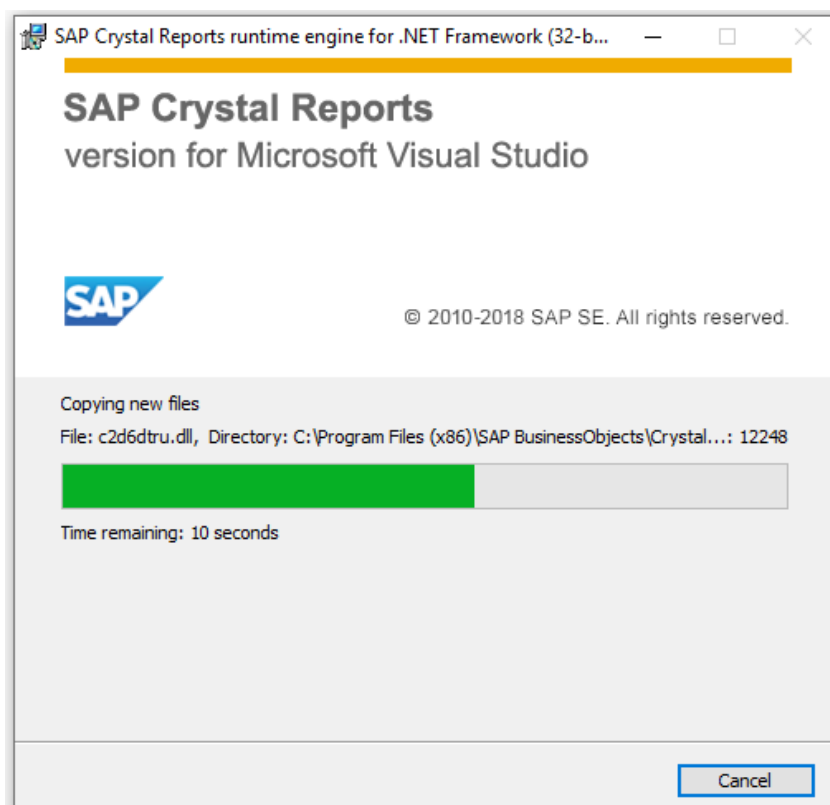 SAP Crystal Reports runtime engine for .NET Framework (32-b...
SAP Crystal Reports
version for Microsoft Visual Studio
SAP
© 2010-2018 SAP SE. All rights reserved.
Copying new files
File: c2d6dtru.dll, Directory: C:\Program Files (x86)\SAP BusinessObjects\Crystal...: 12248
Time remaining: 10 seconds
Cancel